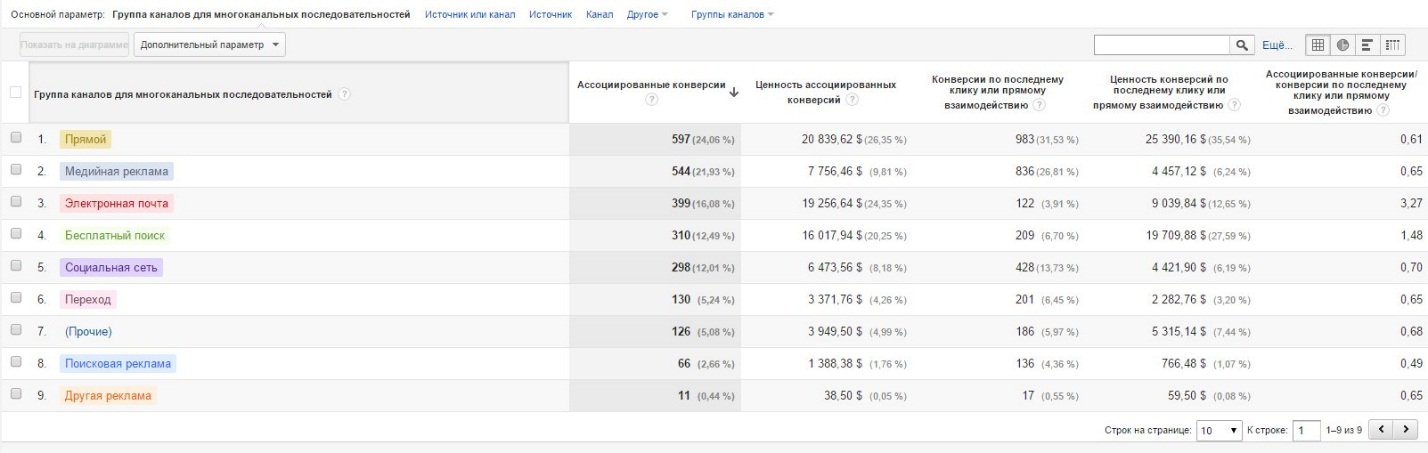 Основной параметр: Группа каналов для многоканальных последовательностей Источник или канал Источник Канал Другое Группы каналов
Показать на диаграмме Дополнительный параметр Ещё...
Группа каналов для многоканальных последовательностей ? Ассоциированные конверсии ? Ценность ассоциированных конверсий ? Конверсии по последнему клику или прямого взаимодействию ? Ценность конверсий по последнему клику или прямого взаимодействию ? Ассоциированные конверсии/конверсии по последнему клику или прямого взаимодействию ?
1. Прямой 597 (24,06 %) 20 839,62 $ (26,35 %) 983 (31,53 %) 25 390,16 $ (35,54 %) 0,61
2. Медийная реклама 544 (21,93 %) 7 756,46 $ (9,81 %) 836 (26,81 %) 4 457,12 $ (6,24 %) 0,65
3. Электронная почта 399 (16,08 %) 19 256,64 $ (24,35 %) 122 (3,91 %) 9 039,84 $ (12,65 %) 3,27
4. Бесплатный поиск 310 (12,49 %) 16 017,94 $ (20,25 %) 209 (6,70 %) 19 709,88 $ (27,59 %) 1,48
5. Социальная сеть 298 (12,01 %) 6 473,56 $ (8,18 %) 428 (13,73 %) 4 421,90 $ (6,19 %) 0,70
6. Переход 130 (5,24 %) 3 371,76 $ (4,26 %) 201 (6,45 %) 2 282,76 $ (3,20 %) 0,65
7. (Прочие) 126 (5,08 %) 3 949,50 $ (4,99 %) 186 (5,97 %) 5 315,14 $ (7,44 %) 0,68
8. Поисковая реклама 66 (2,66 %) 1 388,38 $ (1,76 %) 136 (4,36 %) 766,48 $ (1,07 %) 0,49
9. Другая реклама 11 (0,44 %) 38,50 $ (0,05 %) 17 (0,55 %) 59,50 $ (0,08 %) 0,65
Строк на странице: 10 К строке: 1 1–9 из 9